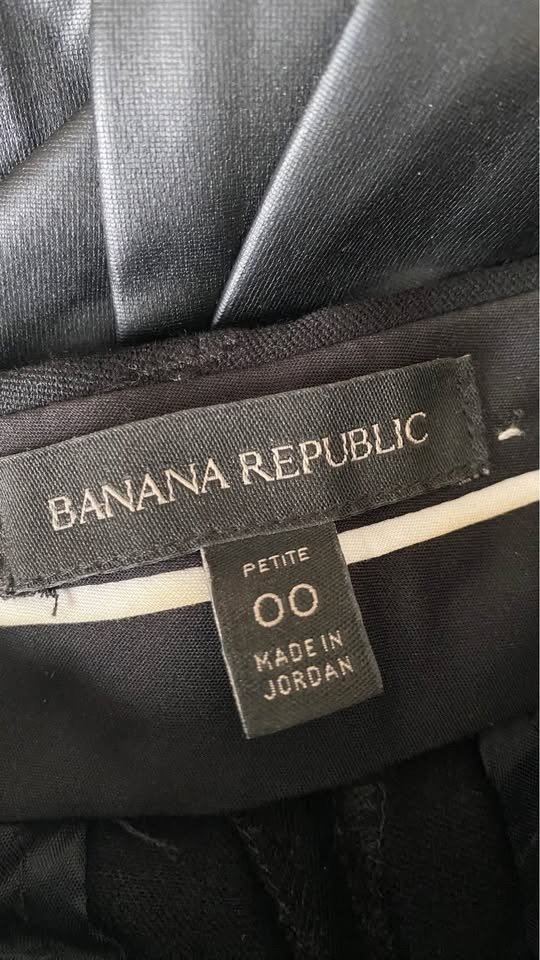 BANANA REPUBLIC
PETITE
00
MADE IN
JORDAN